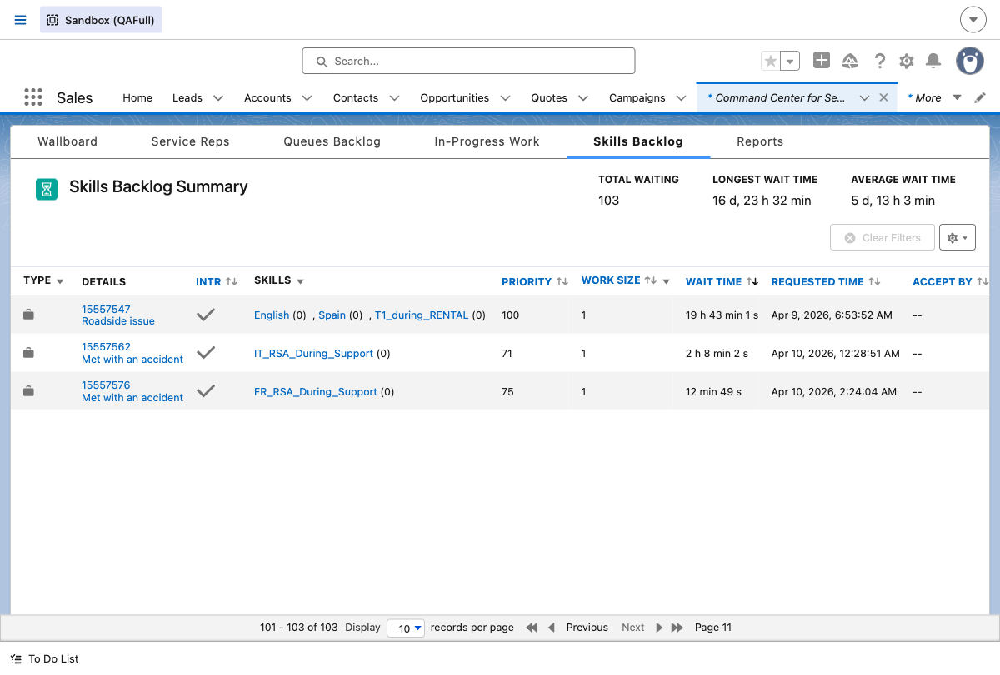 Sandbox (QAFull)
Search...
Sales Home Leads Accounts Contacts Opportunities Quotes Campaigns * Command Center for Se... * More
Wallboard Service Reps Queues Backlog In-Progress Work Skills Backlog Reports
Skills Backlog Summary
TOTAL WAITING LONGEST WAIT TIME AVERAGE WAIT TIME
103 16 d, 23 h 32 min 5 d, 13 h 3 min
Clear Filters
TYPE DETAILS INTR SKILLS PRIORITY WORK SIZE WAIT TIME REQUESTED TIME ACCEPT BY
15557547
Roadside issue
English (0) , Spain (0) , T1_during_RENTAL (0) 100 1 19 h 43 min 1 s Apr 9, 2026, 6:53:52 AM --
15557562
Met with an accident
IT_RSA_During_Support (0) 71 1 2 h 8 min 2 s Apr 10, 2026, 12:28:51 AM --
15557576
Met with an accident
FR_RSA_During_Support (0) 75 1 12 min 49 s Apr 10, 2026, 2:24:04 AM --
101 - 103 of 103 Display 10 records per page Previous Next Page 11
To Do List